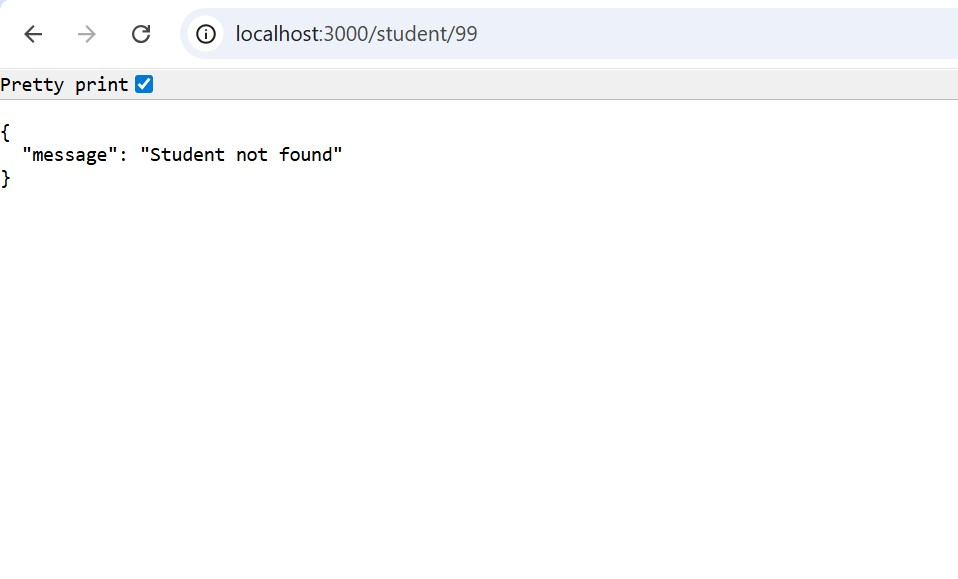 localhost:3000/student/99
Pretty print
{
  "message": "Student not found"
}